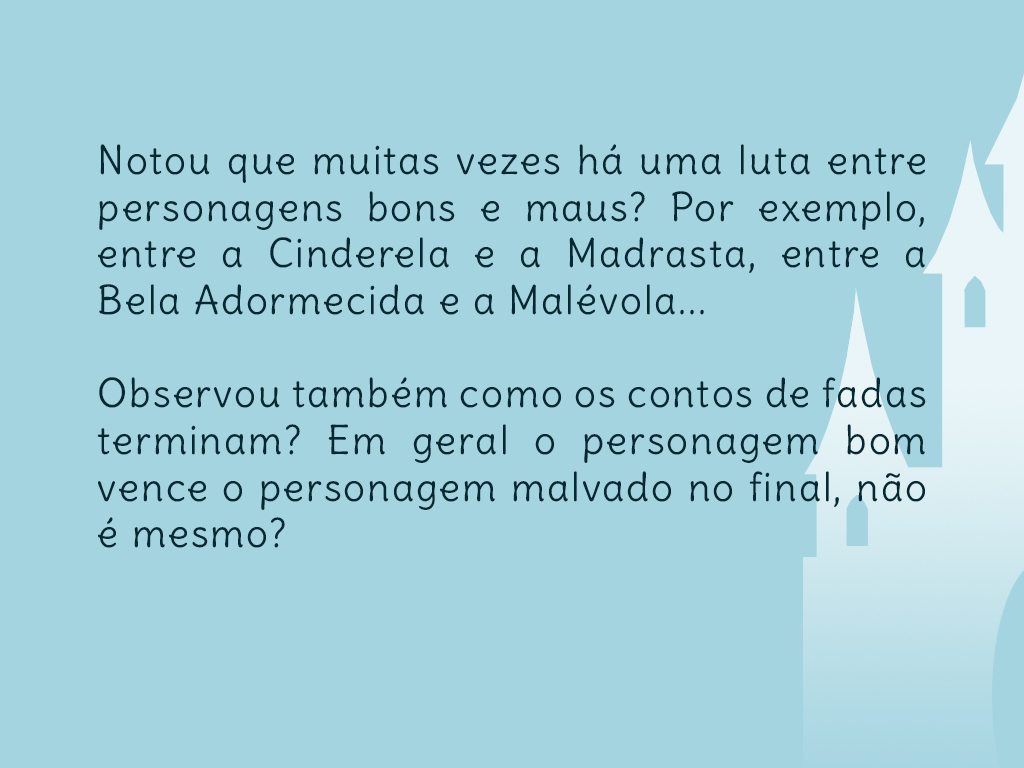 Notou que muitas vezes há uma luta entre
personagens bons e maus? Por exemplo,
entre a Cinderela e a Madrasta, entre a
Bela Adormecida e a Malévola...
Observou também como os contos de fadas
terminam? Em geral o personagem bom
vence o personagem malvado no final, não
é mesmo?